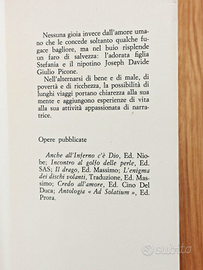 Nessuna gioia invece dall'amore uma-
no che le concede soltanto qualche fu-
gace bagliore, ma nel buio risplende
un faro di salvezza: l'adorata figlia
Stefania e il nipotino Joseph Davide
Giulio Picone.
Nell'alternarsi di bene e di male, di
povertà e di ricchezza, la possibilità di
lunghi viaggi portano chiarezza alla sua
mente e aggiungono esperienze di vita
alla sua attività appassionata di narra-
trice.
Opere pubblicate
Anche all'Inferno c'è Dio, Ed. Nio-
be; Incontro al golfo delle perle, Ed.
SAS; Il drago, Ed. Massimo; L'enigma
dei dischi volanti, Traduzione, Ed. Mas-
simo; Credo all'amore, Ed. Cino Del
Duca; Antologia « Ad Solatium », Ed.
Prora.
subito.it